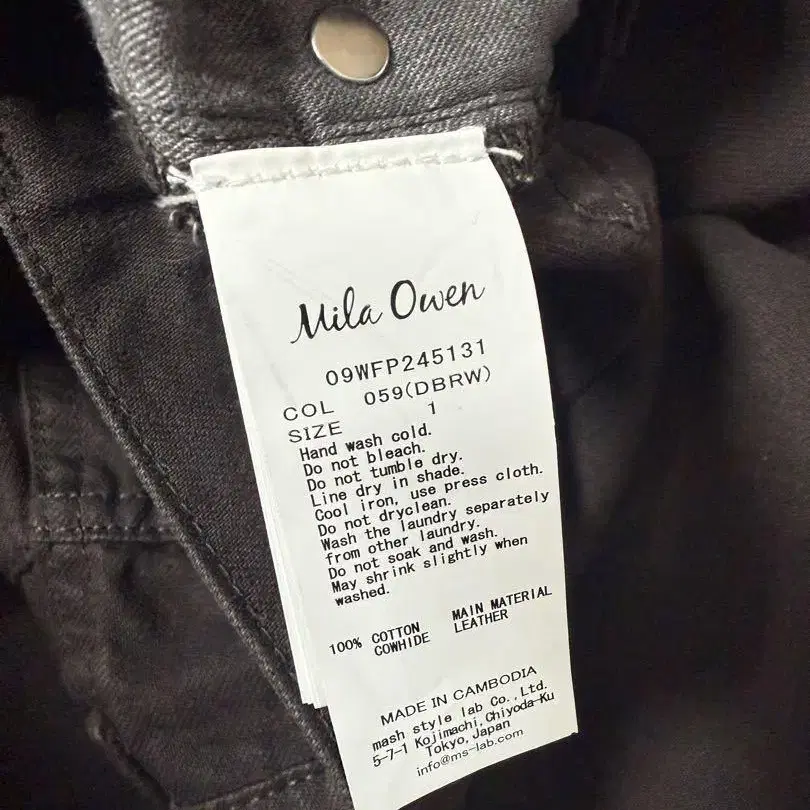 Mila Owen
09WFP245131
COL 059(DBRW)
SIZE 1
Hand wash cold.
Do not bleach.
Do not tumble dry.
Line dry in shade.
Cool iron, use press cloth.
Do not dryclean.
Wash the laundry separately
from other laundry.
Do not soak and wash.
May shrink slightly when
washed.
100% COTTON MAIN MATERIAL
COWHIDE LEATHER
MADE IN CAMBODIA
mash style lab Co.,Ltd.
5-7-1 Kojimachi,Chiyoda-Ku
Tokyo,Japan
info@ms-lab.com